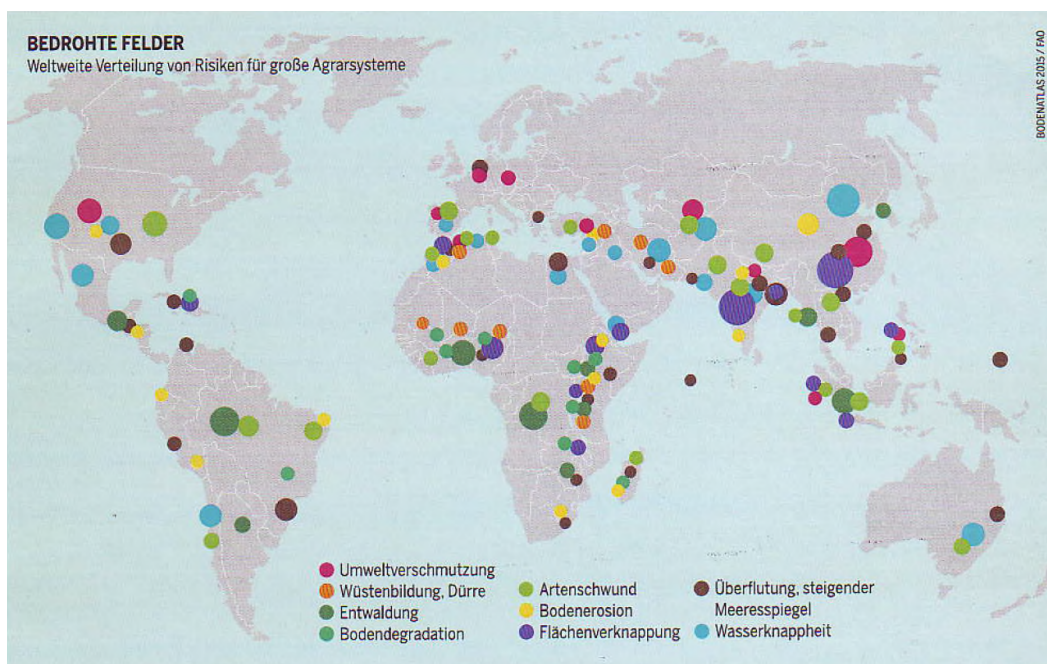 BEDROHTE FELDER
Weltweite Verteilung von Risiken für große Agrarsysteme
BODENATLAS 2015 / FAO
Umweltverschmutzung
Wüstenbildung, Dürre
Entwaldung
Bodendegradation
Artenschwund
Bodenerosion
Flächenverknappung
Überflutung, steigender
Meeresspiegel
Wasserknappheit